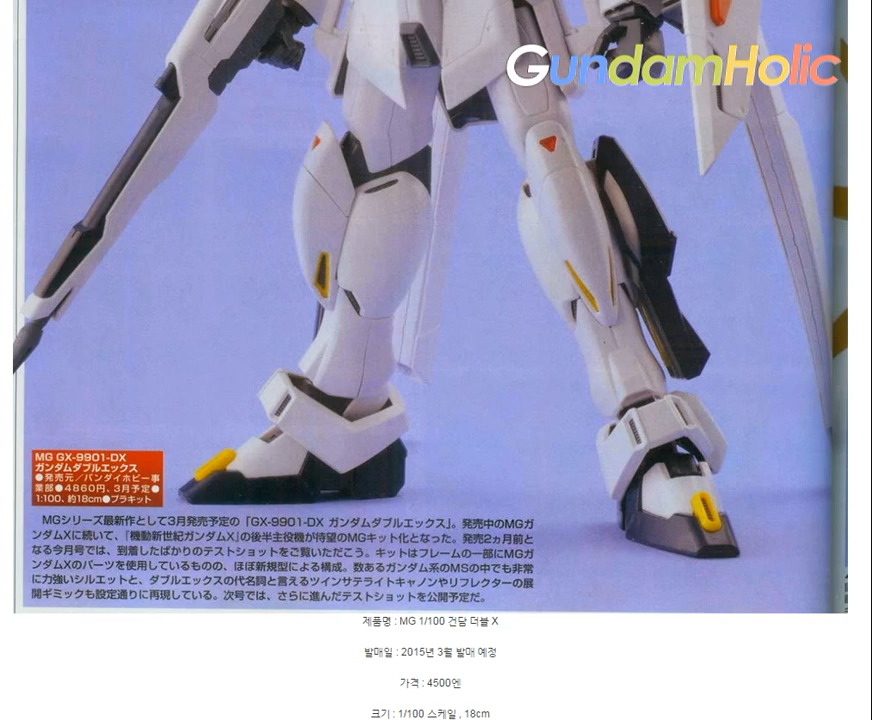 GundamHolic
MG GX-9901-DX
ガンダムダブルエックス
●発売元／バンダイホビー事
業部●4860円、3月予定●
1:100、約18cm●プラキット
MGシリーズ最新作として3月発売予定の「GX-9901-DX ガンダムダブルエックス」。発売中のMGガ
ンダムXに続いて、『機動新世紀ガンダムX』の後半主役機が待望のMGキット化となった。発売2ヵ月前と
なる今月号では、到着したばかりのテストショットをご覧いただこう。キットはフレームの一部にMGガ
ンダムXのパーツを使用しているものの、ほぼ新規型による構成。数あるガンダム系のMSの中でも非常
に力強いシルエットと、ダブルエックスの代名詞と言えるツインサテライトキャノンやリフレクターの展
開ギミックも設定通りに再現している。次号では、さらに進んだテストショットを公開予定だ。
제품명 : MG 1/100 건담 더블 X
발매일 : 2015년 3월 발매 예정
가격 : 4500엔
크기 : 1/100 스케일 , 18cm